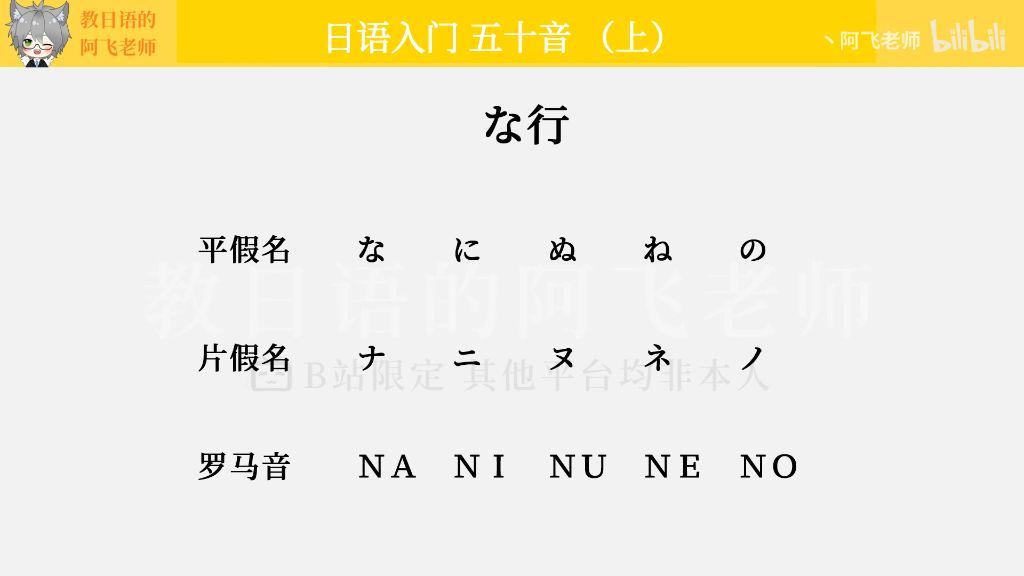 教日语的
阿飞老师
日语入门 五十音 （上）
丶阿飞老师 bilibili
な行
平假名 な に ぬ ね の
教日语的阿飞老师
片假名 ナ ニ ヌ ネ ノ
B站限定 其他平台均非本人
罗马音 NA NI NU NE NO